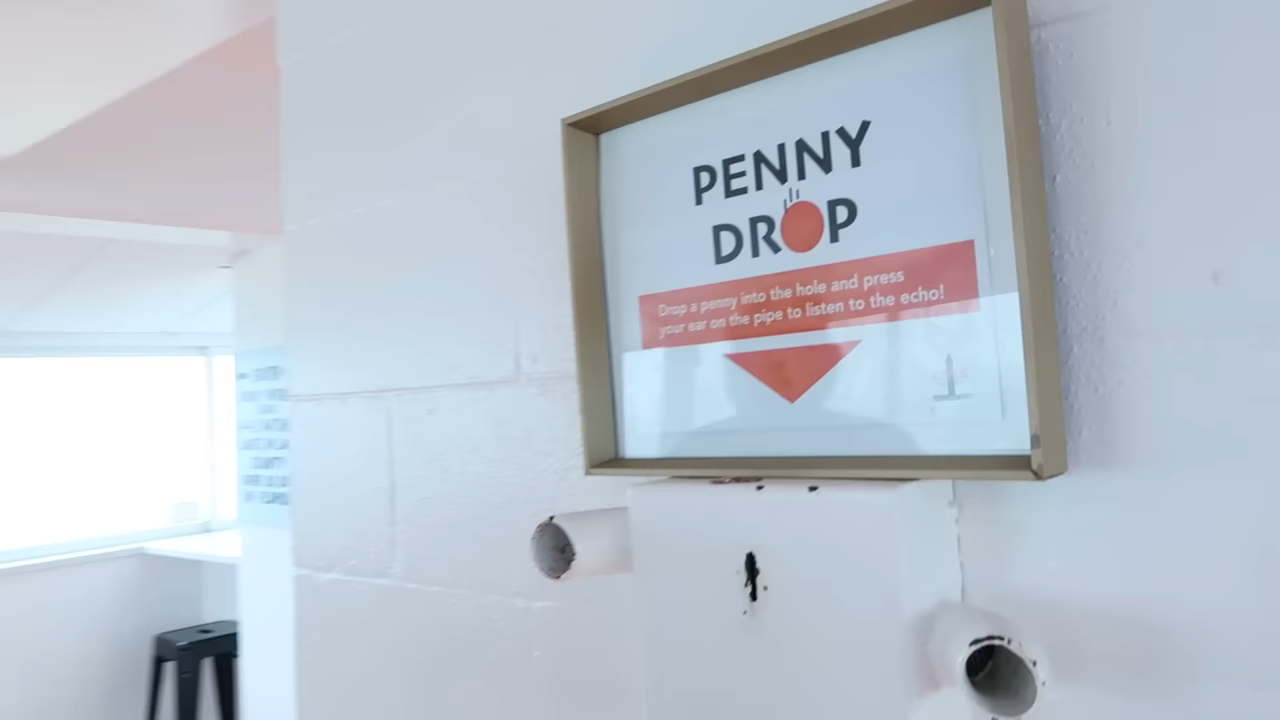 PENNY
DROP
Drop a penny into the hole and press
your ear on the pipe to listen to the echo!